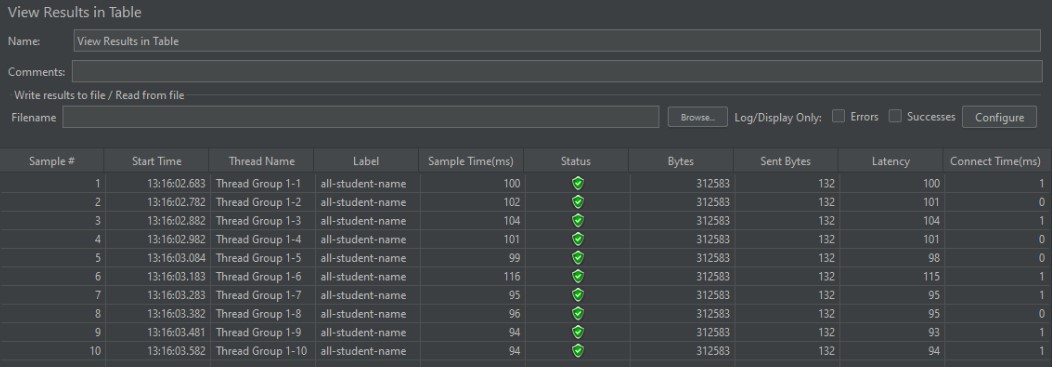 View Results in Table
Name: View Results in Table
Comments:
Write results to file / Read from file
Filename Browse... Log/Display Only: Errors Successes Configure
Sample # Start Time Thread Name Label Sample Time(ms) Status Bytes Sent Bytes Latency Connect Time(ms)
1 13:16:02.683 Thread Group 1-1 all-student-name 100 312583 132 100 1
2 13:16:02.782 Thread Group 1-2 all-student-name 102 312583 132 101 0
3 13:16:02.882 Thread Group 1-3 all-student-name 104 312583 132 104 1
4 13:16:02.982 Thread Group 1-4 all-student-name 101 312583 132 101 0
5 13:16:03.084 Thread Group 1-5 all-student-name 99 312583 132 98 0
6 13:16:03.183 Thread Group 1-6 all-student-name 116 312583 132 115 1
7 13:16:03.283 Thread Group 1-7 all-student-name 95 312583 132 95 1
8 13:16:03.382 Thread Group 1-8 all-student-name 96 312583 132 95 0
9 13:16:03.481 Thread Group 1-9 all-student-name 94 312583 132 93 1
10 13:16:03.582 Thread Group 1-10 all-student-name 94 312583 132 94 1